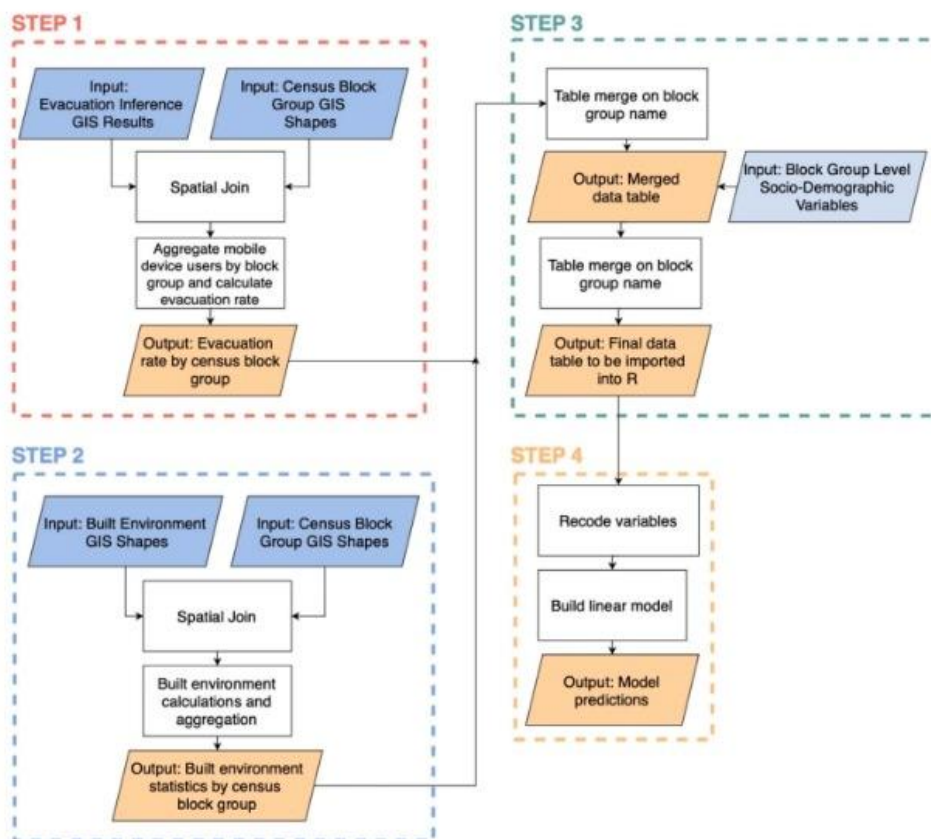 STEP 1
Input:
Evacuation Inference
GIS Results
Input: Census Block
Group GIS
Shapes
Spatial Join
Aggregate mobile
device users by block
group and calculate
evacuation rate
Output: Evacuation
rate by census block
group
STEP 2
Input: Built Environment
GIS Shapes
Input: Census Block
Group GIS Shapes
Spatial Join
Built environment
calculations and
aggregation
Output: Built environment
statistics by census
block group
STEP 3
Table merge on block
group name
Output: Merged
data table
Input: Block Group Level
Socio-Demographic
Variables
Table merge on block
group name
Output: Final data
table to be imported
into R
STEP 4
Recode variables
Build linear model
Output: Model
predictions